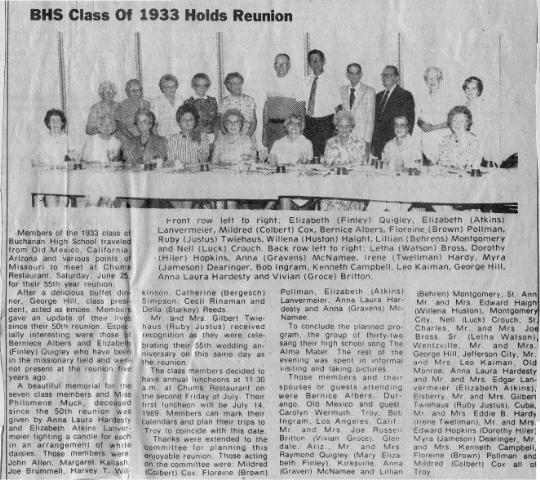 BHS Class Of 1933 Holds Reunion
Front row left to right; Elizabeth (Finley) Quigley, Elizabeth (Atkins)
Lanvermeier, Mildred (Colbert) Cox, Bernice Albers, Floreine (Brown) Pollman,
Ruby (Justus) Twiehaus, Willena (Huston) Haight, Lillian (Behrens) Montgomery
and Nell (Luck) Crouch. Back row left to right: Letha (Watson) Bross, Dorothy
(Hiler) Hopkins, Anna (Gravens) McNamee, Irene (Twellman) Hardy, Myra
(Jameson) Dearinger, Bob Ingram, Kenneth Campbell, Leo Kaiman, George Hill,
Anna Laura Hardesty and Vivian (Groce) Britton.
Members of the 1933 class of
Buchanan High School traveled
from Old Mexico, California,
Arizona and various points of
Missouri to meet at Chums
Restaurant, Saturday, June 25
for their 55th year reunion.
After a delicious buffet din-
ner, George Hill, class presi-
dent, acted as emcee. Members
gave an update of their lives
since their 50th reunion. Espec-
ially interesting were those of
Berniece Albers and Elizabeth
(Finley) Quigley who have been
in the missionary field and were
not present at the reunion five
years ago.
A beautiful memorial for the
seven class members and Miss
Philomene Muck, deceased
since the 50th reunion was
given by Anna Laura Hardesty
and Elizabeth Atkins Lanver-
meier lighting a candle for each
in an arrangement of white
daisies. Those members were:
John Allen, Margaret Kallash,
Joe Brummell, Harvey T. Wil-
kinson, Catherine (Bergesch)
Simpson, Cecil Rinaman and
Della (Starkey) Reeds.
Mr. and Mrs. Gilbert Twie-
haus (Ruby Justus), received
recognition as they were cele-
brating their 55th wedding an-
niversary on this same day as
the reunion.
The class members decided to
have annual luncheons at 11:30
a.m. at Chums Restaurant on
the second Friday of July. Their
first luncheon will be July 14,
1989. Members can mark their
calendars and plan their trips to
Troy to coincide with this date.
Thanks were extended to the
committee for planning this
enjoyable reunion. Those acting
on the committee were: Mildred
(Colbert) Cox, Floreine (Brown)
Pollman, Elizabeth (Atkins)
Lanvermeier, Anna Laura Har-
desty and Anna (Gravens) Mc-
Namee.
To conclude the planned pro-
gram, the group of thirty-two
sang their high school song The
Alma Mater. The rest of the
evening was spent in informal
visiting and taking pictures.
Those members and their
spouses or guests attending
were Bernice Albers, Dur-
ango, Old Mexico and guest,
Carolyn Wermuth, Troy, Bob
Ingram, Los Angeles, Calif.
Mr. and Mrs. Joe Russell
Britton (Vivian Groce), Glen-
dale, Ariz., Mr. and Mrs.
Raymond Quigley (Mary Eliza-
beth Finley), Kirksville, Anna
(Graven) McNamee and Lillian
(Behren) Montgomery, St. Ann
Mr. and Mrs. Edward Haigh
(Willena Huston), Montgomery
City, Nell (Luck) Crouch, St.
Charles, Mr. and Mrs. Joe
Bross, Sr. (Letha Watson),
Wentzville, Mr. and Mrs.
George Hill, Jefferson City, Mr.
and Mrs. Leo Kaiman, Old
Monroe, Anna Laura Hardesty
and Mr. and Mrs. Edgar Lan-
vermeier (Elizabeth Atkins),
Elsberry, Mr. and Mrs. Gilbert
Twiehaus (Ruby Justus), Cuba,
Mr. and Mrs. Eddie B. Hardy
(Irene Twellman), Mr. and Mrs.
Edward Hopkins (Dorothy Hiler)
Myra (Jameson) Dearinger, Mr.
and Mrs. Kenneth Campbell,
Floreine (Brown) Pollman and
Mildred (Colbert) Cox all of
Troy.